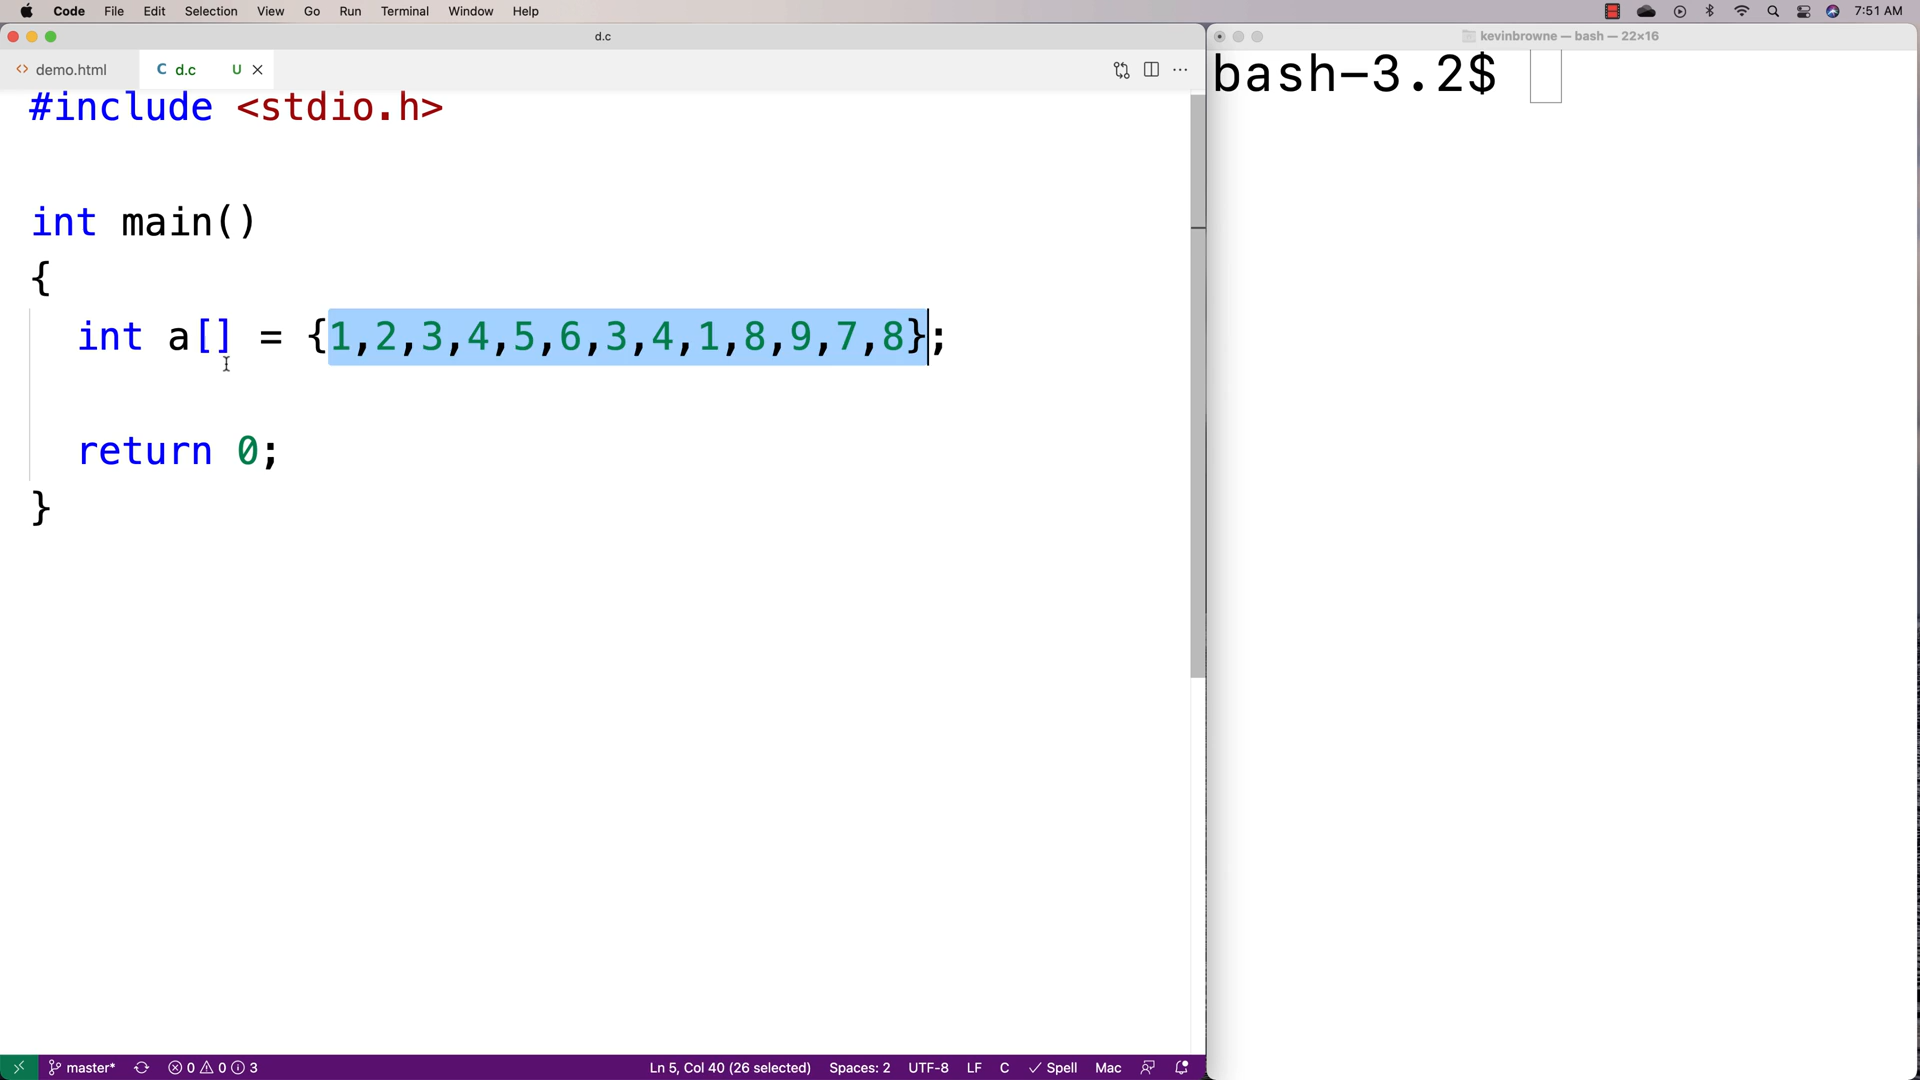 Code File Edit Selection View Go Run Terminal Window Help 7:51 AM
d.c
demo.html C d.c U
#include <stdio.h>
int main()
{
int a[] = {1,2,3,4,5,6,3,4,1,8,9,7,8};
return 0;
}
master* 0 0 3 Ln 5, Col 40 (26 selected) Spaces: 2 UTF-8 LF C Spell Mac
kevinbrowne — bash — 22×16
bash-3.2$